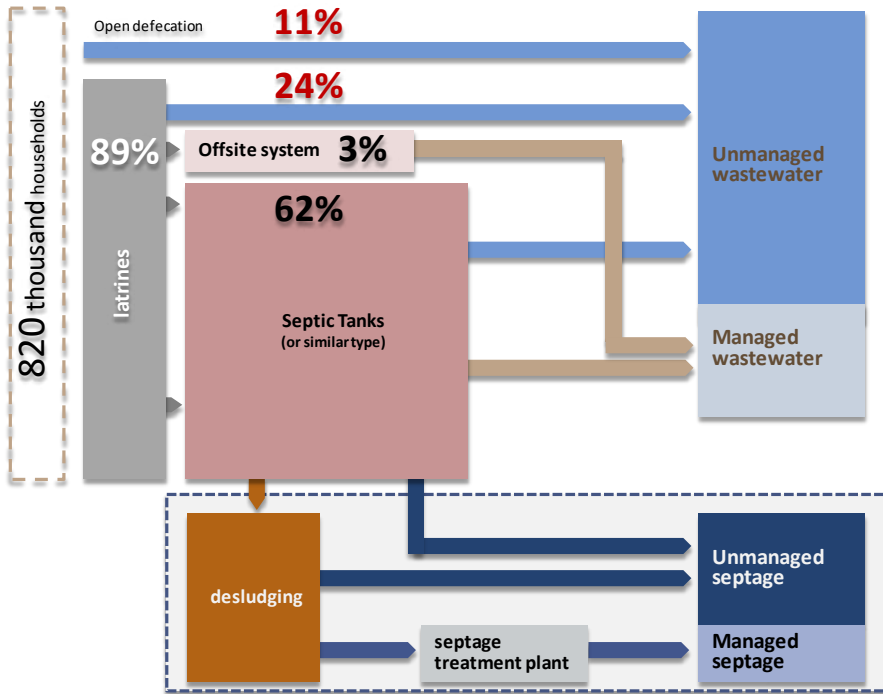 820 thousand households
Open defecation
11%
24%
89%
latrines
Offsite system 3%
62%
Septic Tanks
(or similar type)
Unmanaged
wastewater
Managed
wastewater
desludging
septage
treatment plant
Unmanaged
septage
Managed
septage